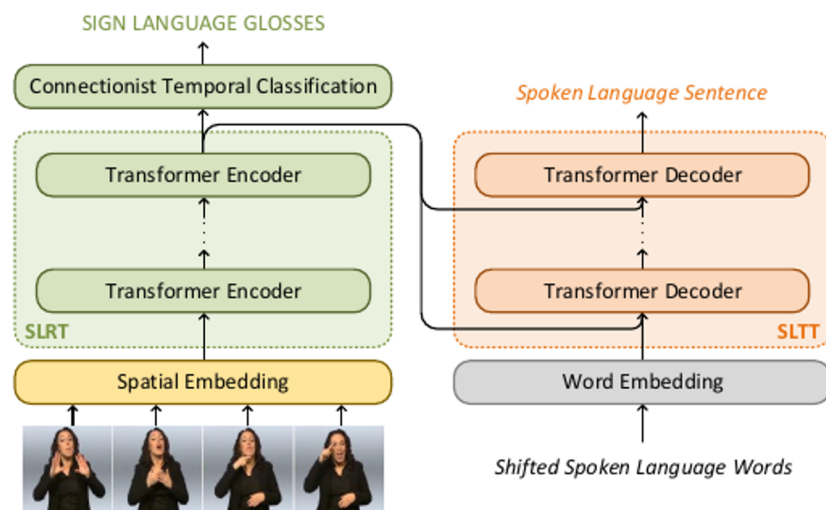 SIGN LANGUAGE GLOSSES
Connectionist Temporal Classification
Transformer Encoder
Transformer Encoder
SLRT
Spatial Embedding
Spoken Language Sentence
Transformer Decoder
Transformer Decoder
SLTT
Word Embedding
Shifted Spoken Language Words